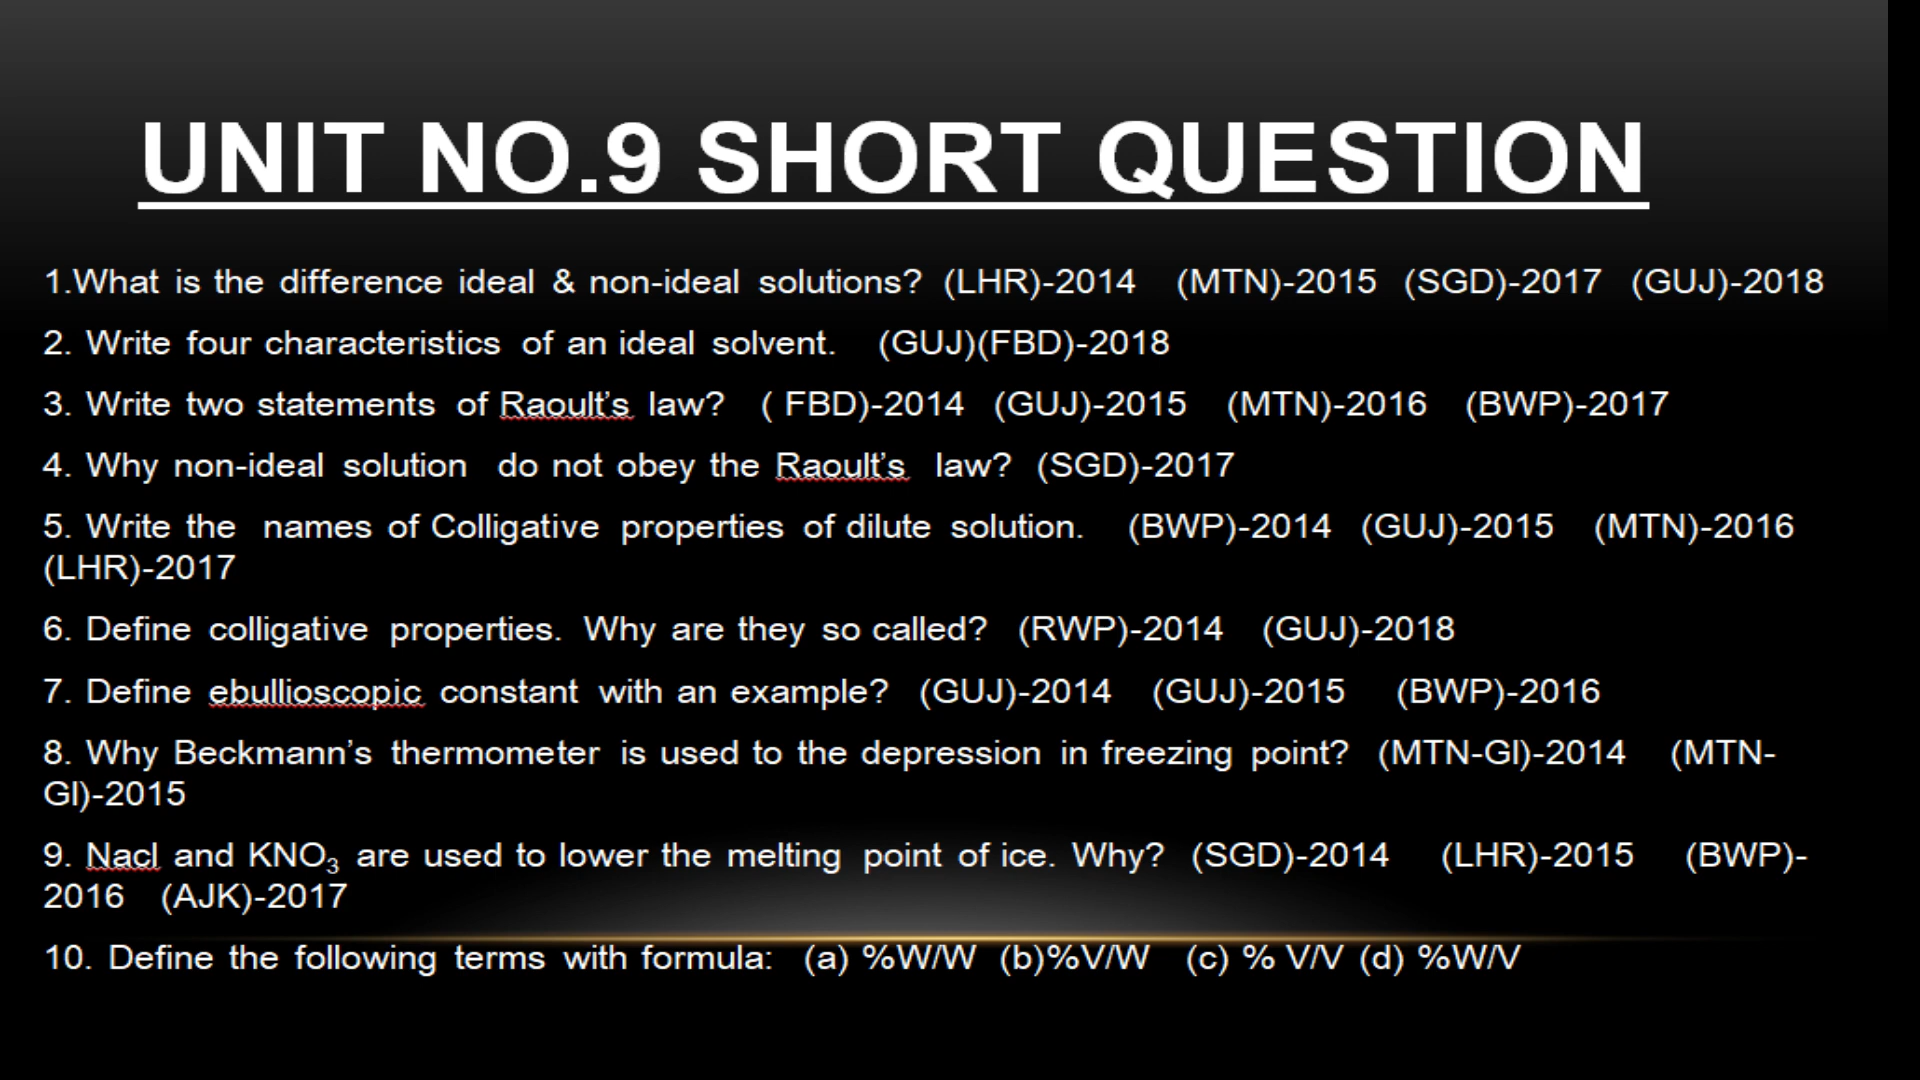 UNIT NO.9 SHORT QUESTION
1.What is the difference ideal & non-ideal solutions? (LHR)-2014 (MTN)-2015 (SGD)-2017 (GUJ)-2018
2. Write four characteristics of an ideal solvent. (GUJ)(FBD)-2018
3. Write two statements of Raoult's law? ( FBD)-2014 (GUJ)-2015 (MTN)-2016 (BWP)-2017
4. Why non-ideal solution do not obey the Raoult's law? (SGD)-2017
5. Write the names of Colligative properties of dilute solution. (BWP)-2014 (GUJ)-2015 (MTN)-2016
(LHR)-2017
6. Define colligative properties. Why are they so called? (RWP)-2014 (GUJ)-2018
7. Define ebullioscopic constant with an example? (GUJ)-2014 (GUJ)-2015 (BWP)-2016
8. Why Beckmann's thermometer is used to the depression in freezing point? (MTN-GI)-2014 (MTN-
GI)-2015
9. Nacl and KNO₃ are used to lower the melting point of ice. Why? (SGD)-2014 (LHR)-2015 (BWP)-
2016 (AJK)-2017
10. Define the following terms with formula: (a) %W/W (b)%V/W (c) % V/V (d) %W/V